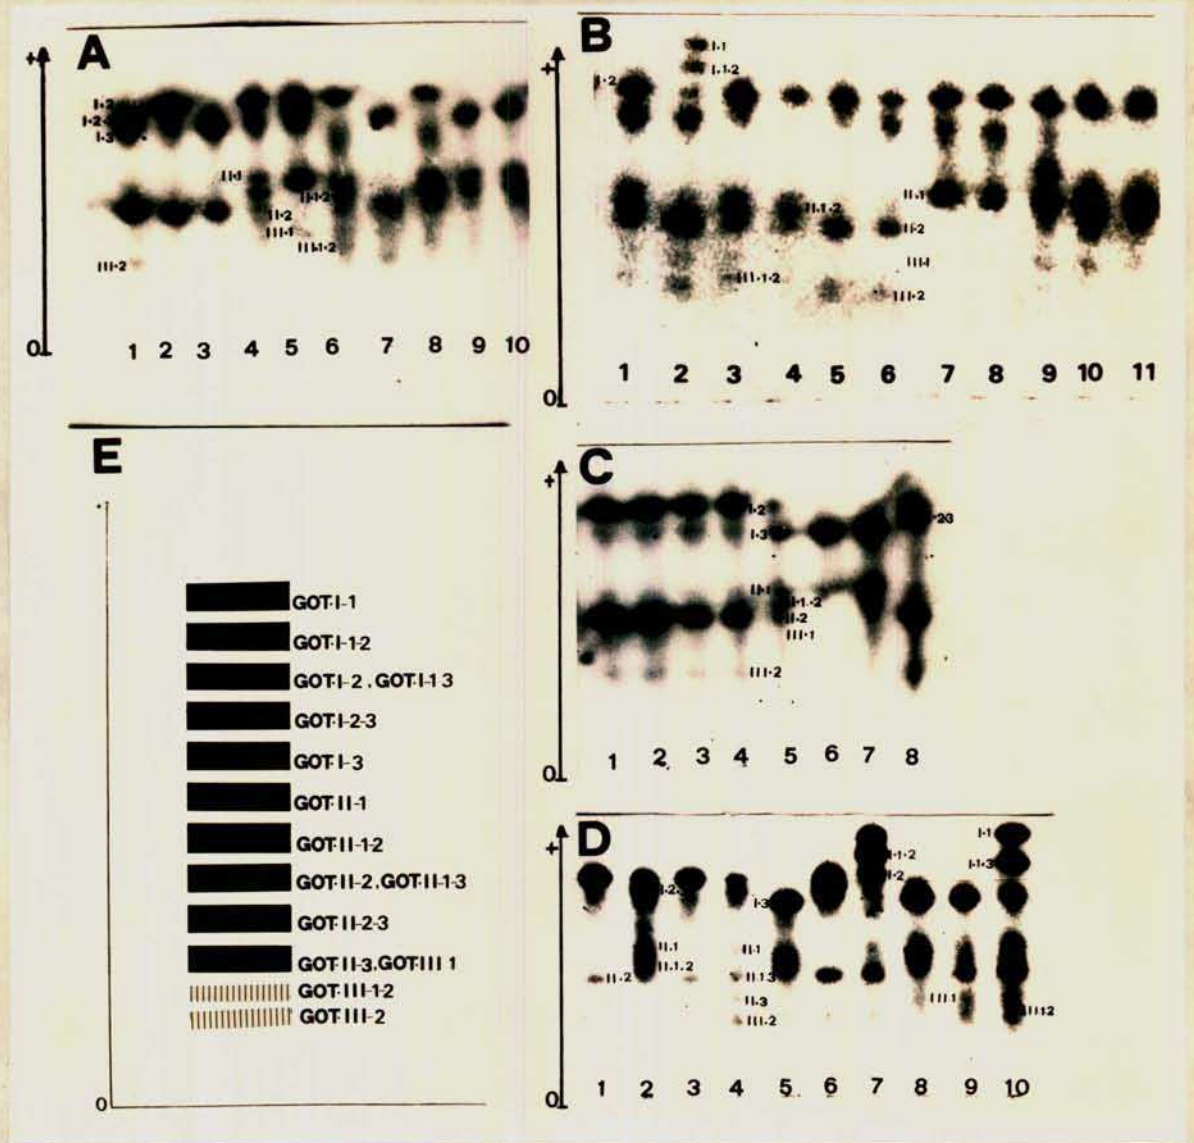 A
+
I·2
I·2
I·3
II·1
II·1·2
II·2
III·1
III·1·2
III·2
0
1 2 3 4 5 6 7 8 9 10
B
+
I·1
I·1·2
I·2
II·1·2
II·1
II·2
III·1
III·1·2
III·2
0
1 2 3 4 5 6 7 8 9 10 11
E
+
GOT·I-1
GOT·I-1-2
GOT·I-2.GOT·I-1 3
GOT·I-2-3
GOT·I-3
GOT·II-1
GOT·II-1-2
GOT·II-2.GOT·II-1-3
GOT·II-2-3
GOT·II-3.GOT·III 1
GOT·III-1-2
GOT·III-2
0
C
+
I·2
·23
I·3
II·1
II·1·2
II·2
III·1
III·2
0
1 2 3 4 5 6 7 8
D
+
I·1
I·1·2
I·1·3
I·2
I·2
I·3
II·1
II·1
II·1·2
II·2
II·1 3
II·3
III·1
III·2
III1·2
0
1 2 3 4 5 6 7 8 9 10